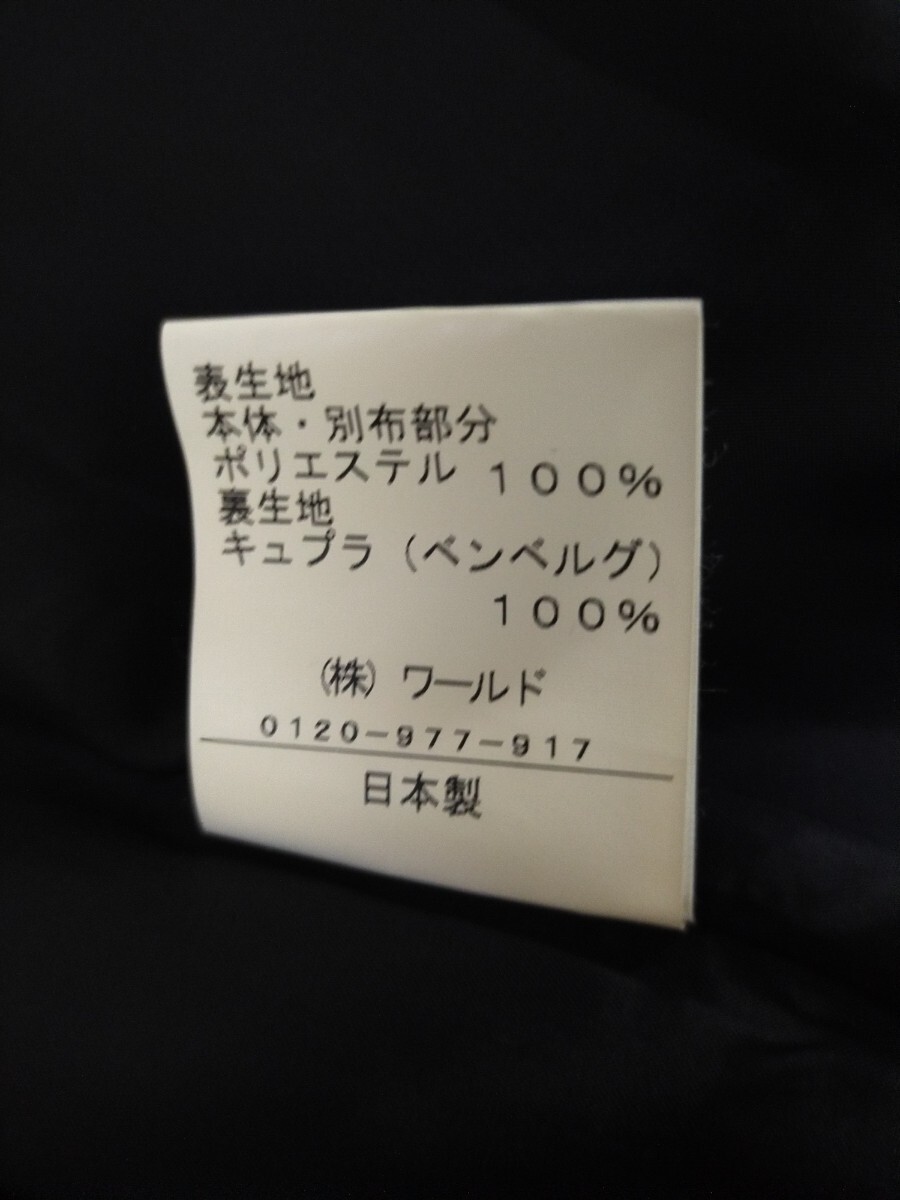 表生地
本体・別布部分
ポリエステル 100%
裏生地
キュプラ(ベンベルグ)
100%
(株) ワールド
0120-977-917
日本製